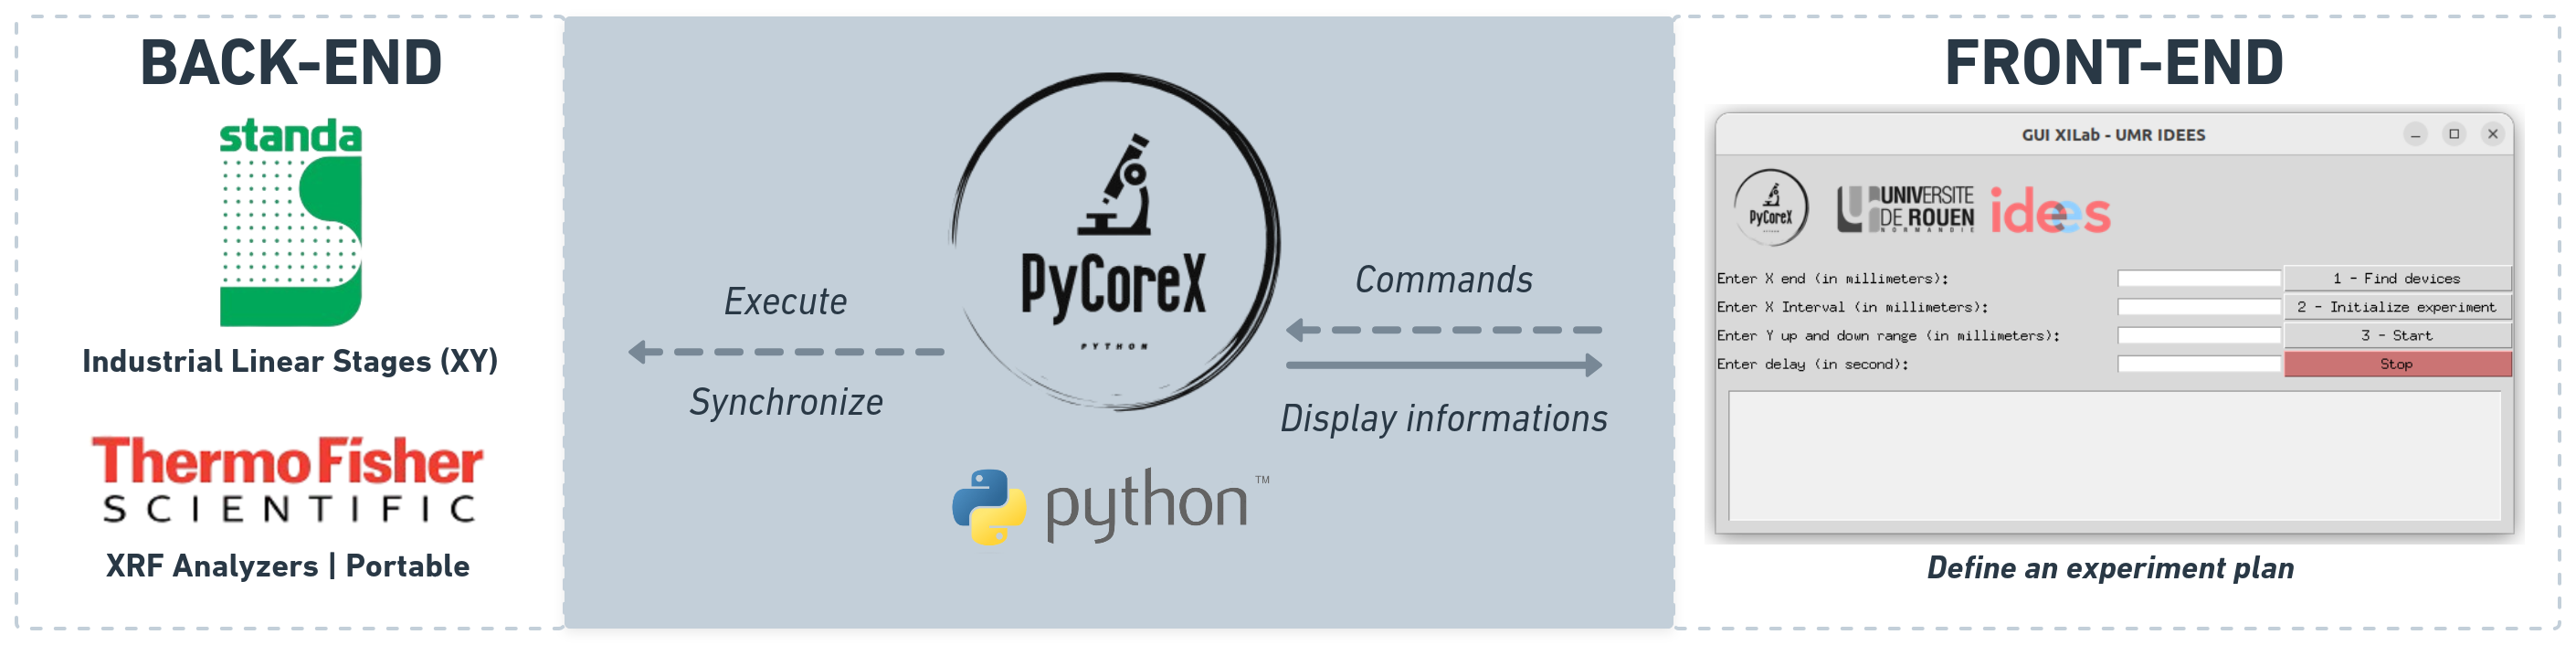 BACK-END
standa
Industrial Linear Stages (XY)
ThermoFisher
SCIENTIFIC
XRF Analyzers | Portable
Execute
Synchronize
PyCoreX
PYTHON
python™
Commands
Display informations
FRONT-END
GUI XILab - UMR IDEES
PyCoreX
UNIVERSITE
DE ROUEN
NORMANDIE
idees
Enter X end (in millimeters):
1 - Find devices
Enter X Interval (in millimeters):
2 - Initialize experiment
Enter Y up and down range (in millimeters):
3 - Start
Enter delay (in second):
Stop
Define an experiment plan